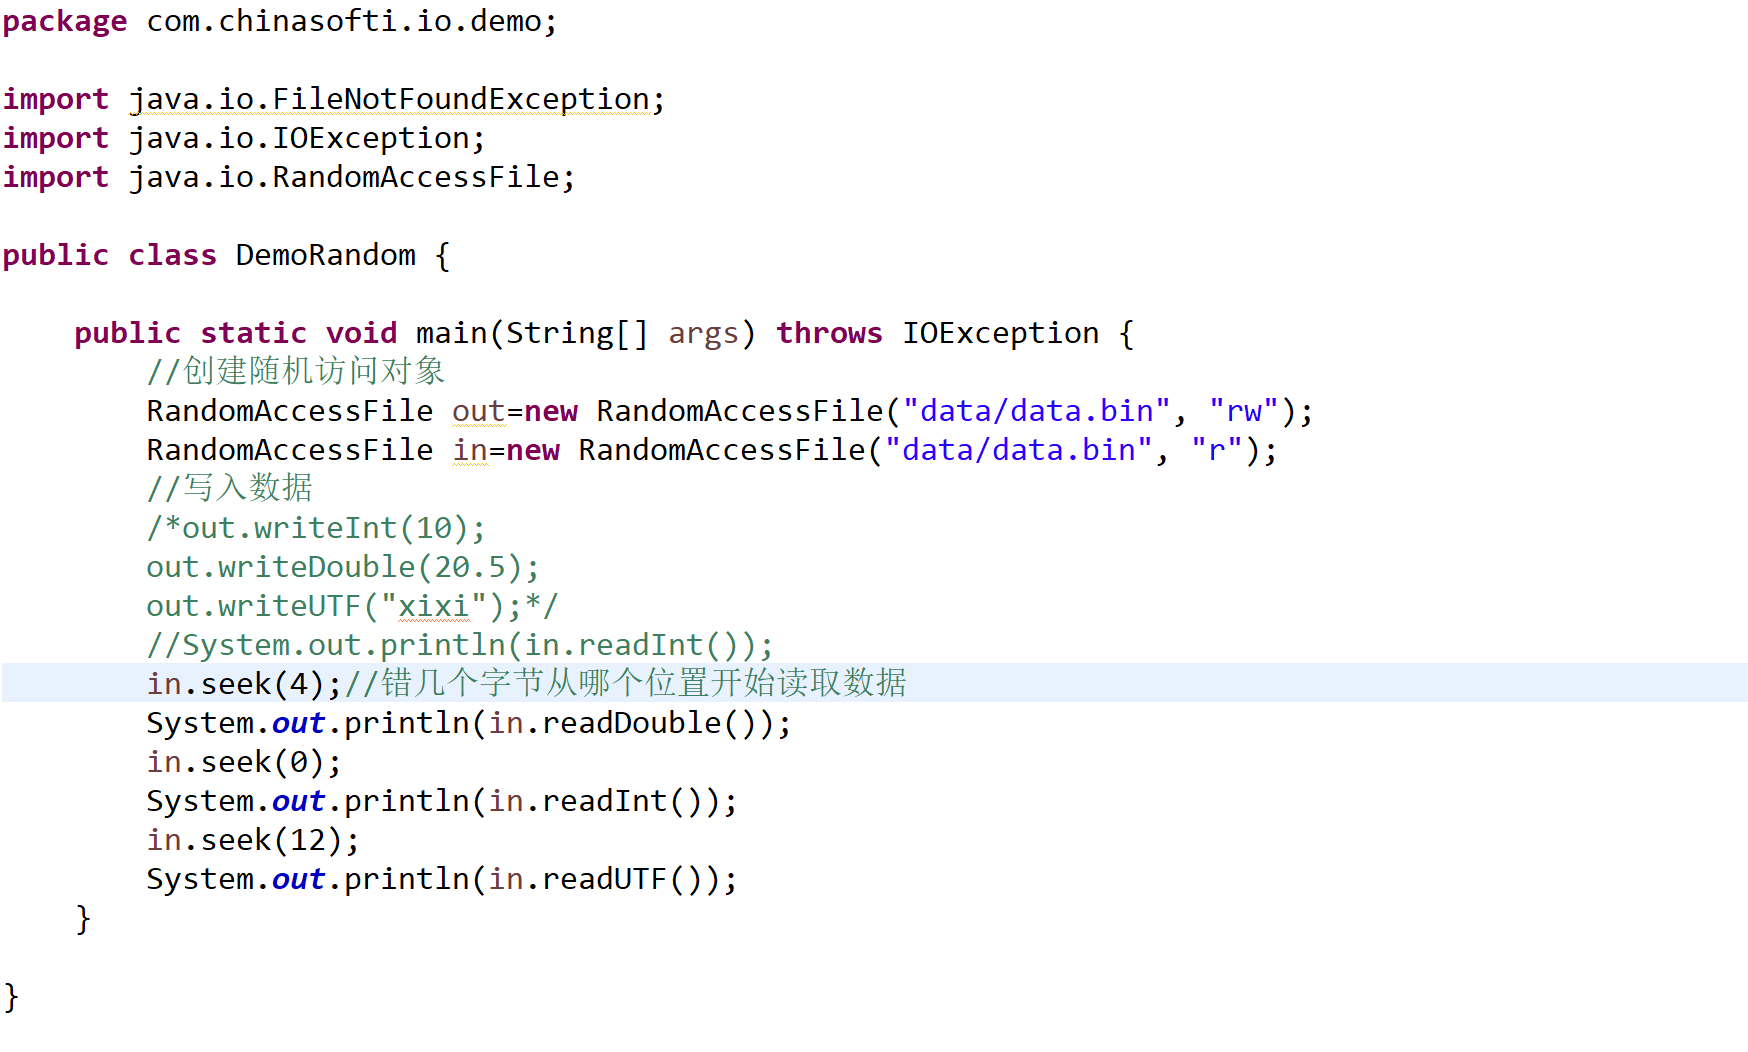 package com.chinasofti.io.demo;
import java.io.FileNotFoundException;
import java.io.IOException;
import java.io.RandomAccessFile;
public class DemoRandom {
public static void main(String[] args) throws IOException {
//创建随机访问对象
RandomAccessFile out=new RandomAccessFile("data/data.bin", "rw");
RandomAccessFile in=new RandomAccessFile("data/data.bin", "r");
//写入数据
/*out.writeInt(10);
out.writeDouble(20.5);
out.writeUTF("xixi");*/
//System.out.println(in.readInt());
in.seek(4);//错几个字节从哪个位置开始读取数据
System.out.println(in.readDouble());
in.seek(0);
System.out.println(in.readInt());
in.seek(12);
System.out.println(in.readUTF());
}
}